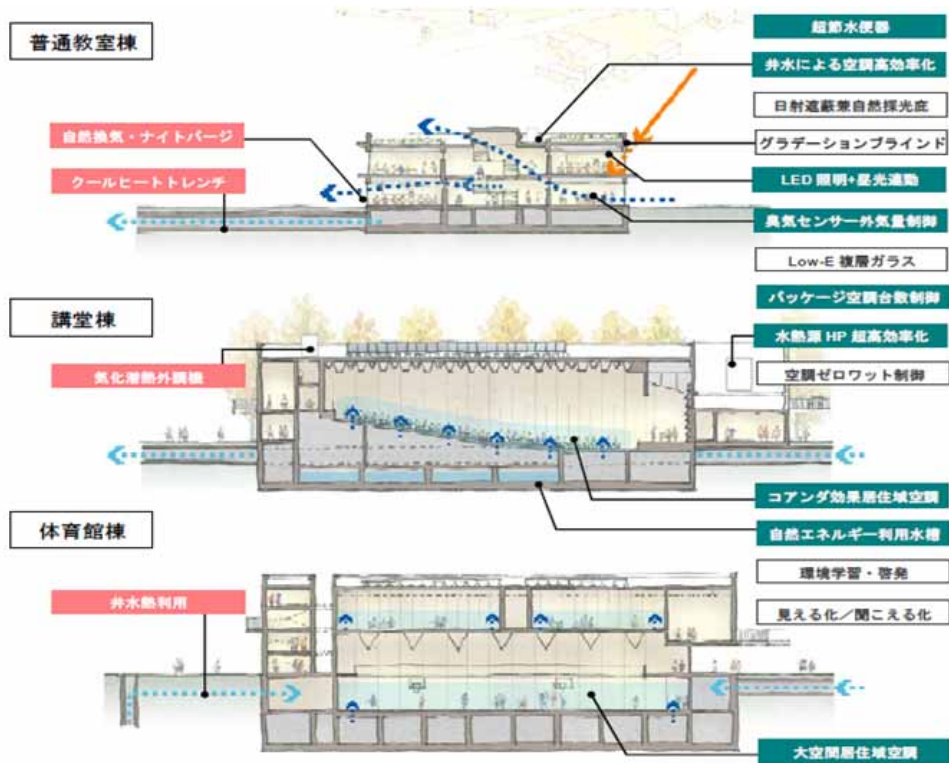 普通教室棟
自然換気・ナイトパージ
クールヒートトレンチ
講堂棟
気化潜熱外調機
体育館棟
井水熱利用
超節水便器
井水による空調高効率化
日射遮蔽兼自然採光庇
グラデーションブラインド
LED 照明+昼光連動
臭気センサー外気量制御
Low-E 複層ガラス
パッケージ空調台数制御
水熱源 HP 超高効率化
空調ゼロワット制御
コアンダ効果居住域空調
自然エネルギー利用水槽
環境学習・啓発
見える化／聞こえる化
大空間居住域空調